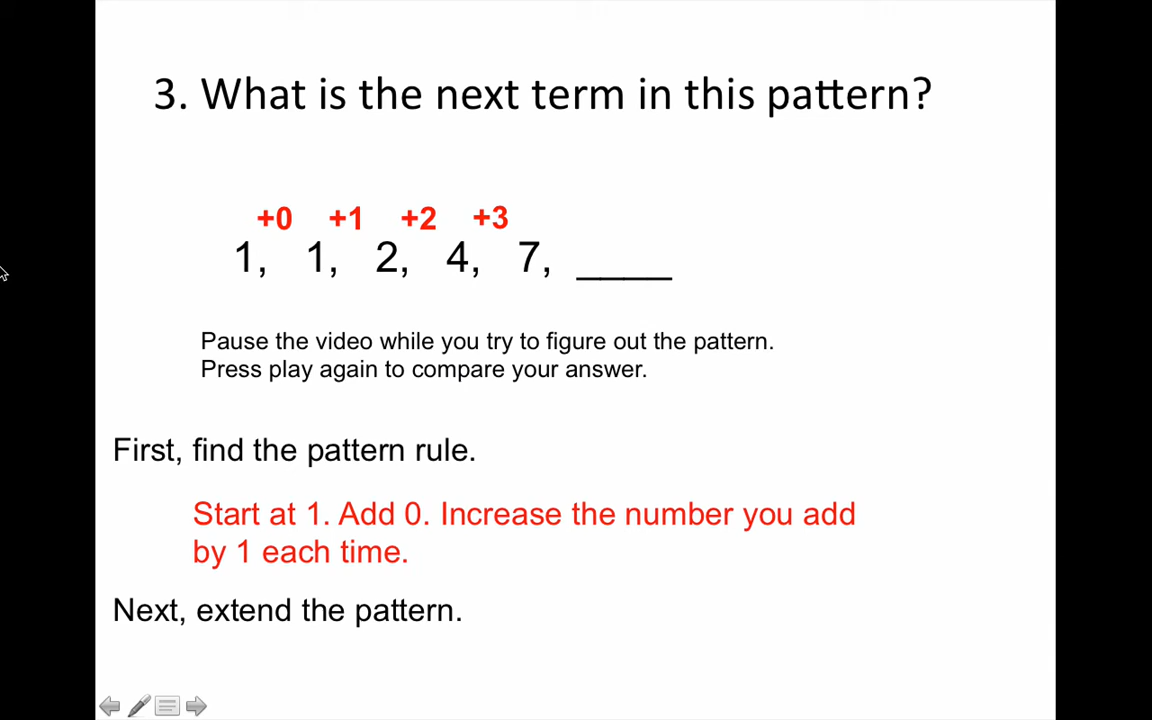 3. What is the next term in this pattern?
+0 +1 +2 +3
1, 1, 2, 4, 7, ____
Pause the video while you try to figure out the pattern.
Press play again to compare your answer.
First, find the pattern rule.
Start at 1. Add 0. Increase the number you add
by 1 each time.
Next, extend the pattern.